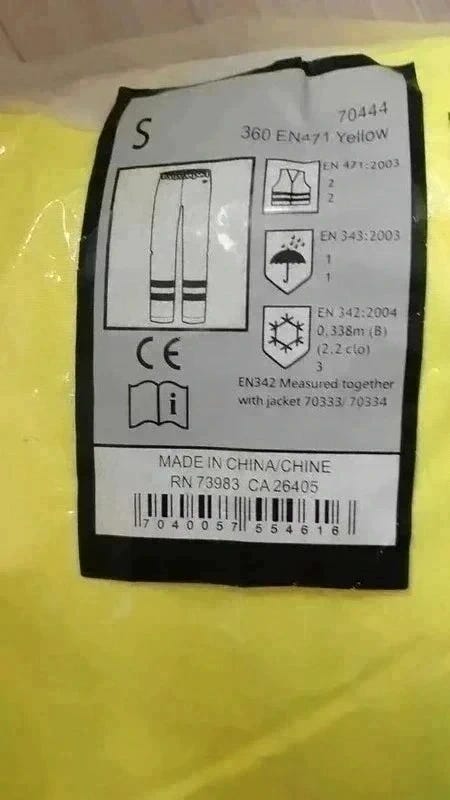 S
70444
360 EN471 Yellow
EN 471:2003
2
2
EN 343:2003
1
1
EN 342:2004
0,338m (B)
(2.2 clo)
3
CE
i
EN342 Measured together
with jacket 70333/ 70334
MADE IN CHINA/CHINE
RN 73983 CA 26405
7 040057 554616